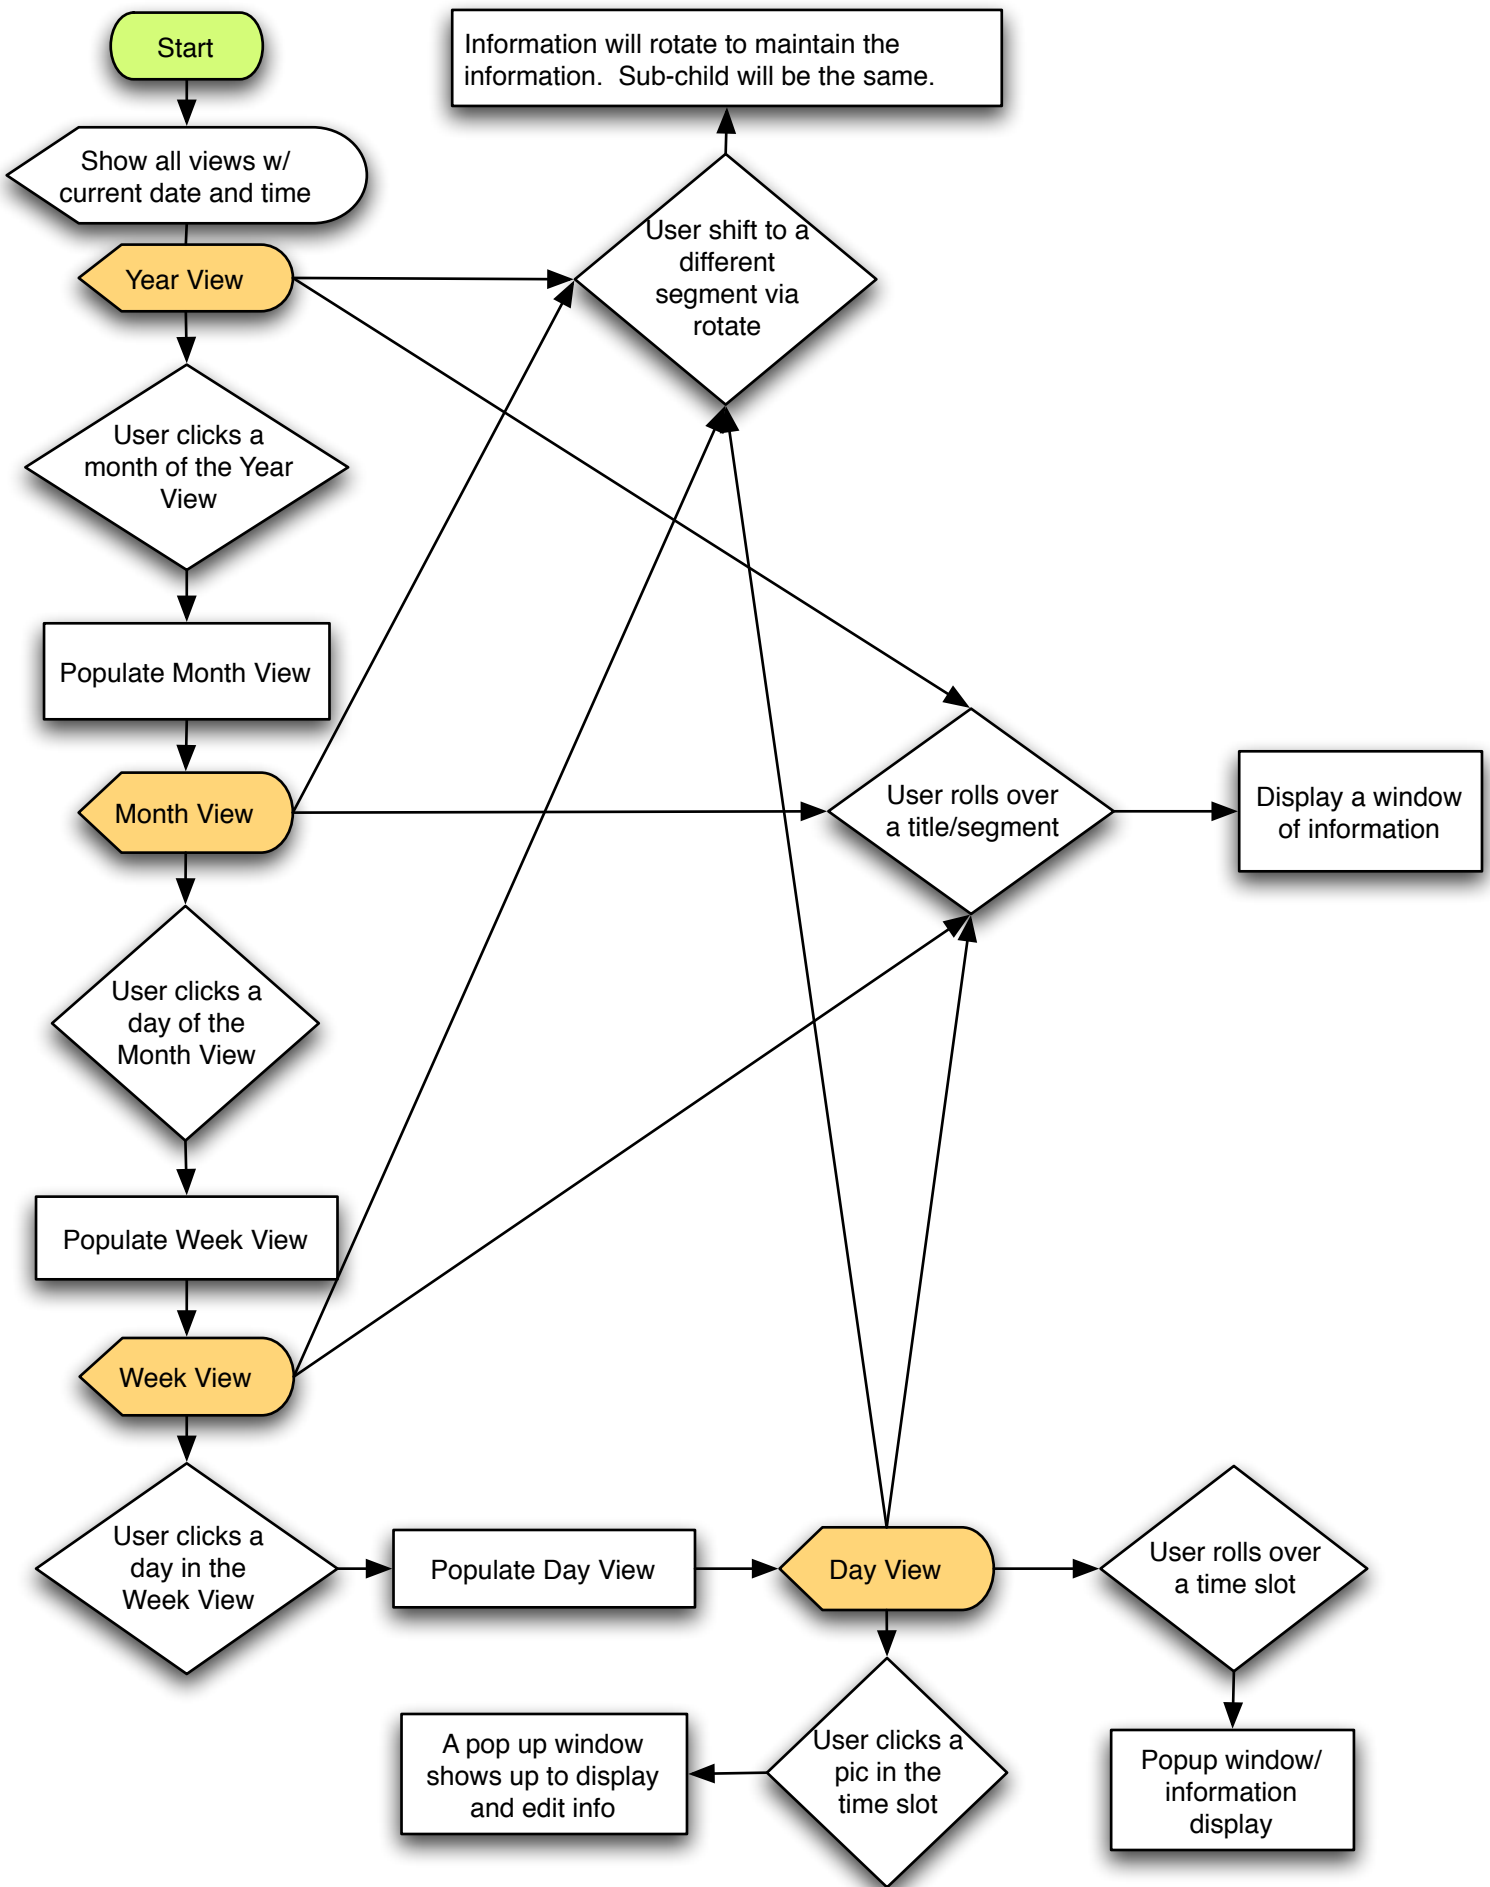 Start
Information will rotate to maintain the
information.  Sub-child will be the same.
Show all views w/
current date and time
User shift to a
different
segment via
rotate
Year View
User clicks a
month of the Year
View
Populate Month View
Month View
User rolls over
a title/segment
Display a window
of information
User clicks a
day of the
Month View
Populate Week View
Week View
User clicks a
day in the
Week View
Populate Day View
Day View
User rolls over
a time slot
A pop up window
shows up to display
and edit info
User clicks a
pic in the
time slot
Popup window/
information
display